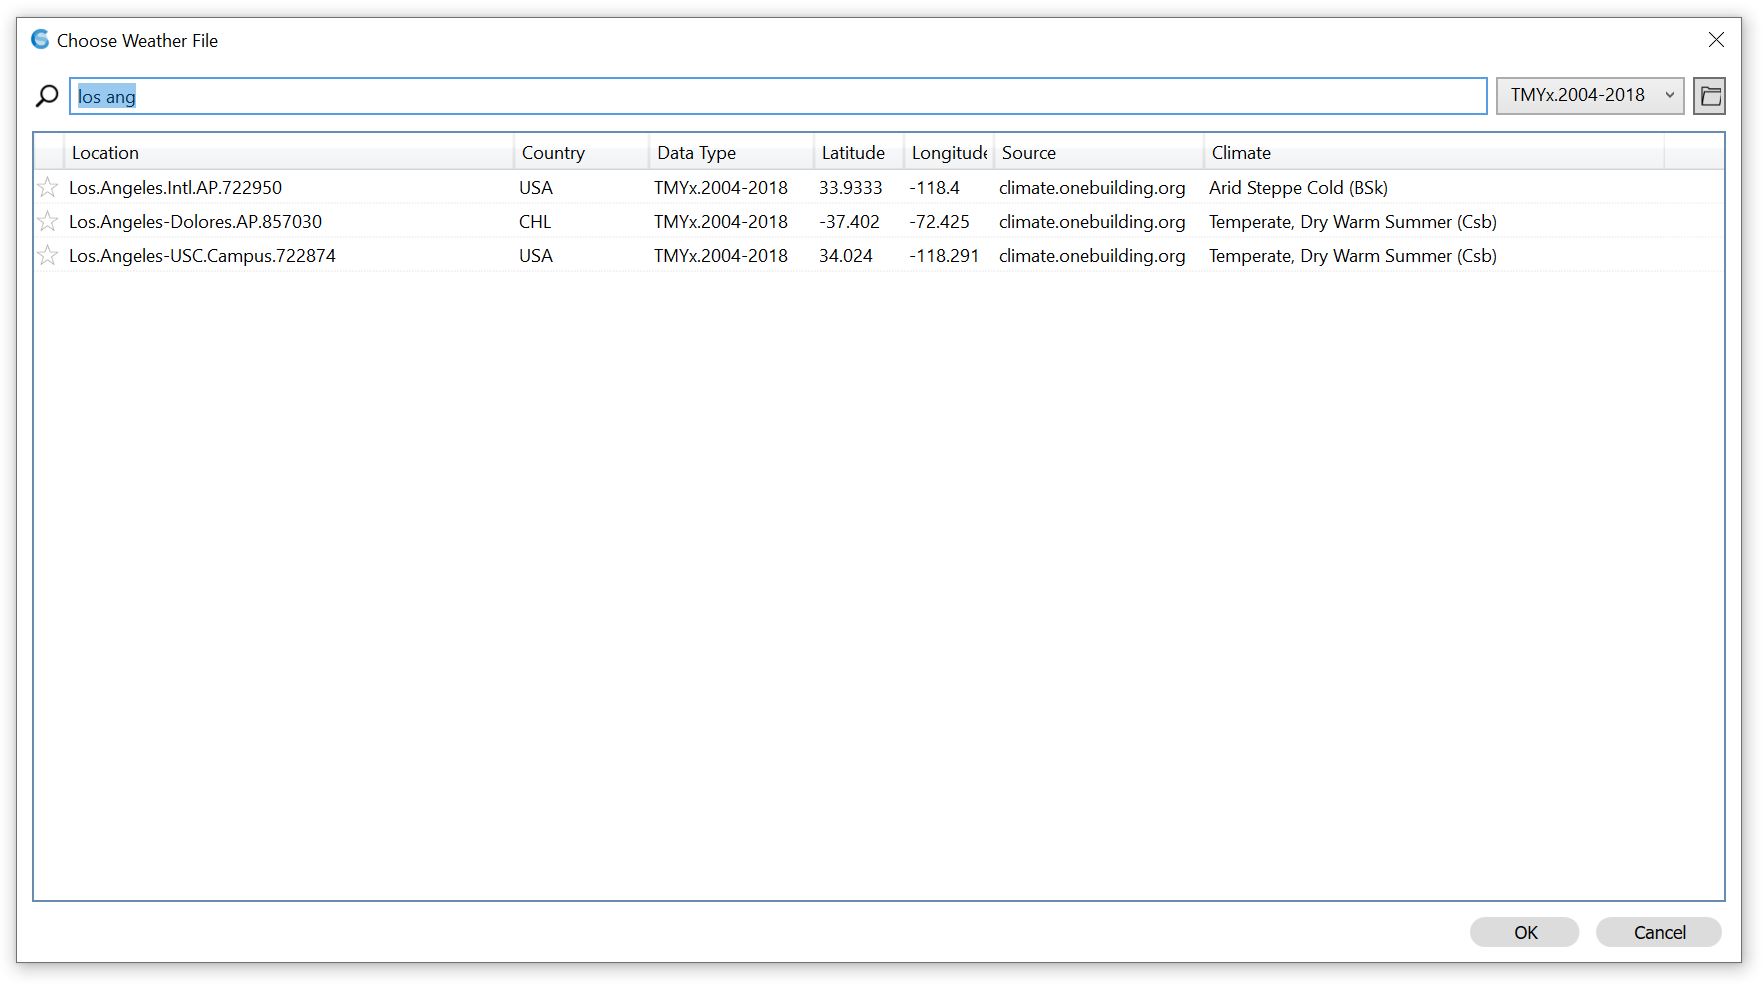 Choose Weather File
los ang TMYx.2004-2018
Location Country Data Type Latitude Longitude Source Climate
Los.Angeles.Intl.AP.722950 USA TMYx.2004-2018 33.9333 -118.4 climate.onebuilding.org Arid Steppe Cold (BSk)
Los.Angeles-Dolores.AP.857030 CHL TMYx.2004-2018 -37.402 -72.425 climate.onebuilding.org Temperate, Dry Warm Summer (Csb)
Los.Angeles-USC.Campus.722874 USA TMYx.2004-2018 34.024 -118.291 climate.onebuilding.org Temperate, Dry Warm Summer (Csb)
OK Cancel